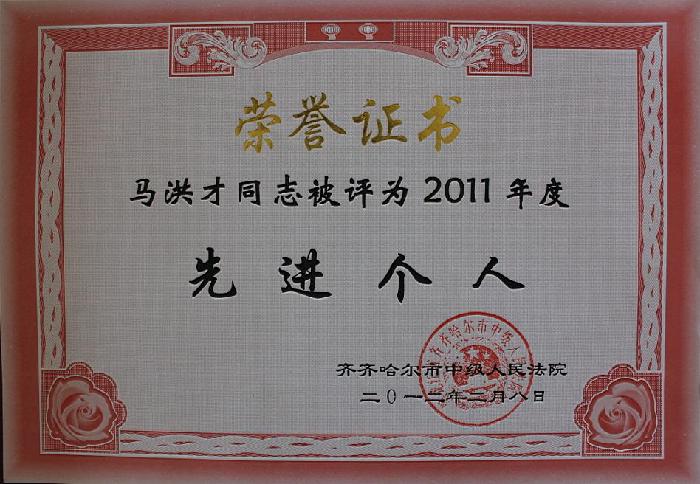 荣誉证书
马洪才同志被评为2011年度
先进个人
齐齐哈尔市中级人民法院
二〇一二年二月八日